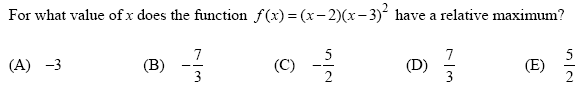 For what value of x does the function f(x) = (x−2)(x−3)² have a relative maximum?
(A) −3 (B) −7/3 (C) −5/2 (D) 7/3 (E) 5/2